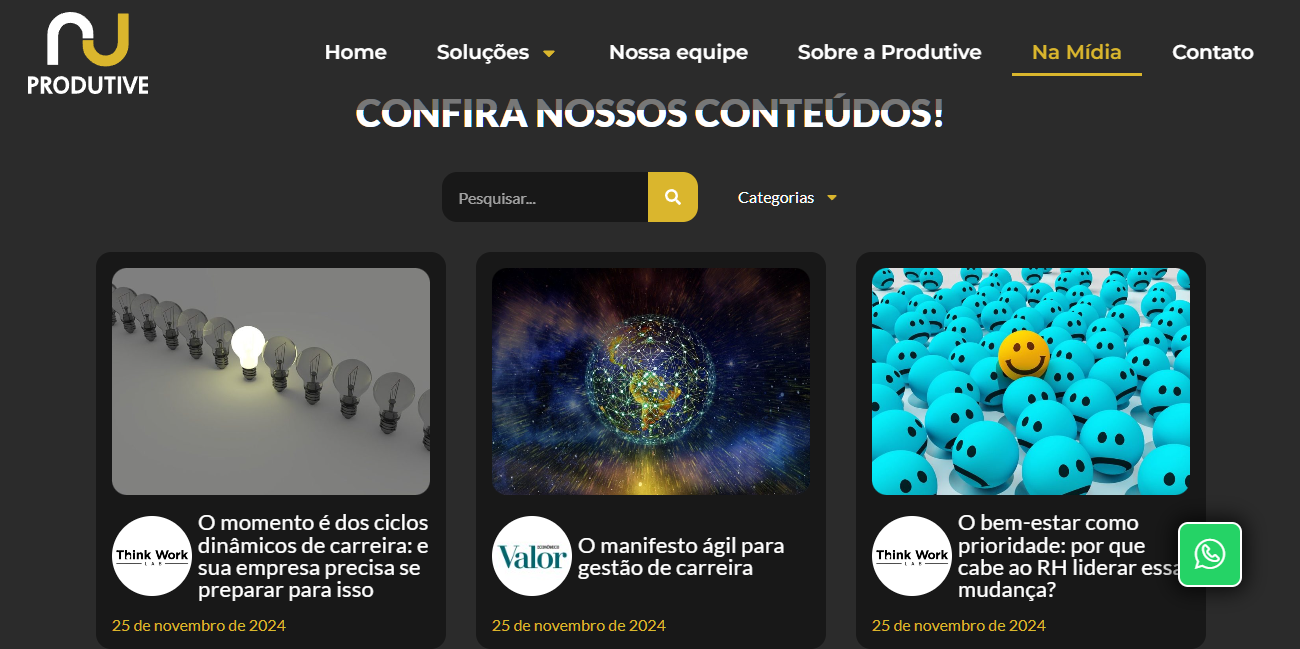 PRODUTIVE
Home
Soluções
Nossa equipe
Sobre a Produtive
Na Mídia
Contato
CONFIRA NOSSOS CONTEÚDOS!
Pesquisar...
Categorias
Think Work
LAB
O momento é dos ciclos
dinâmicos de carreira: e
sua empresa precisa se
preparar para isso
25 de novembro de 2024
Valor
ECONÔMICO
O manifesto ágil para
gestão de carreira
25 de novembro de 2024
Think Work
LAB
O bem-estar como
prioridade: por que
cabe ao RH liderar essa
mudança?
25 de novembro de 2024